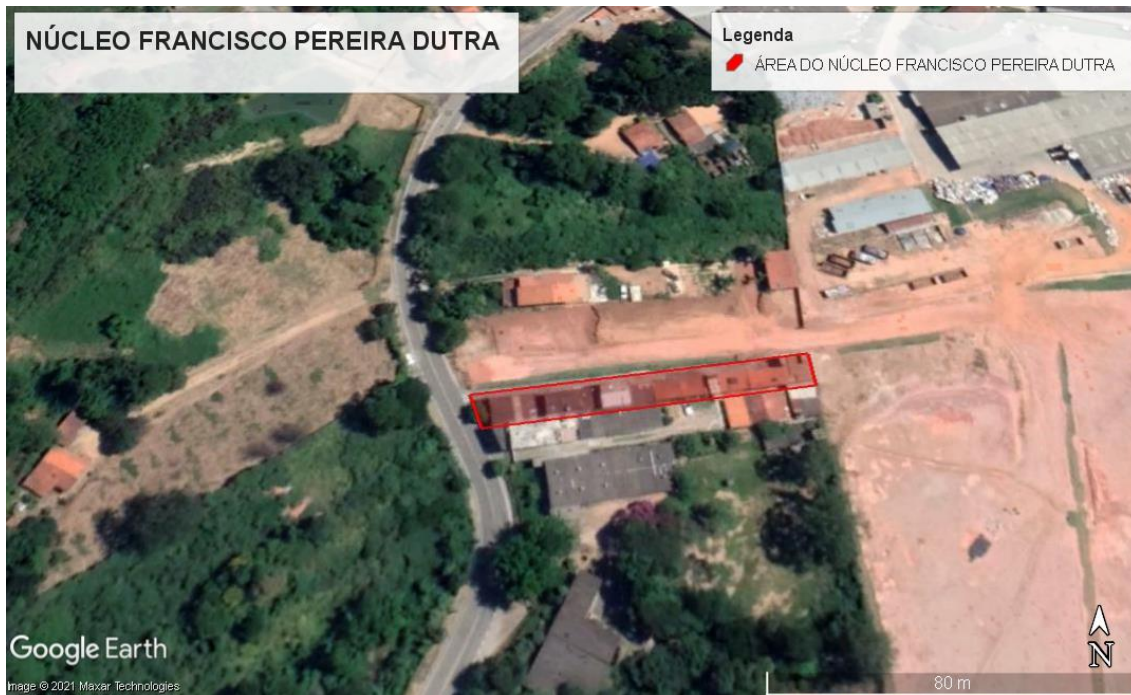 NÚCLEO FRANCISCO PEREIRA DUTRA
Legenda
ÁREA DO NÚCLEO FRANCISCO PEREIRA DUTRA
Google Earth
Image © 2021 Maxar Technologies
80 m
N